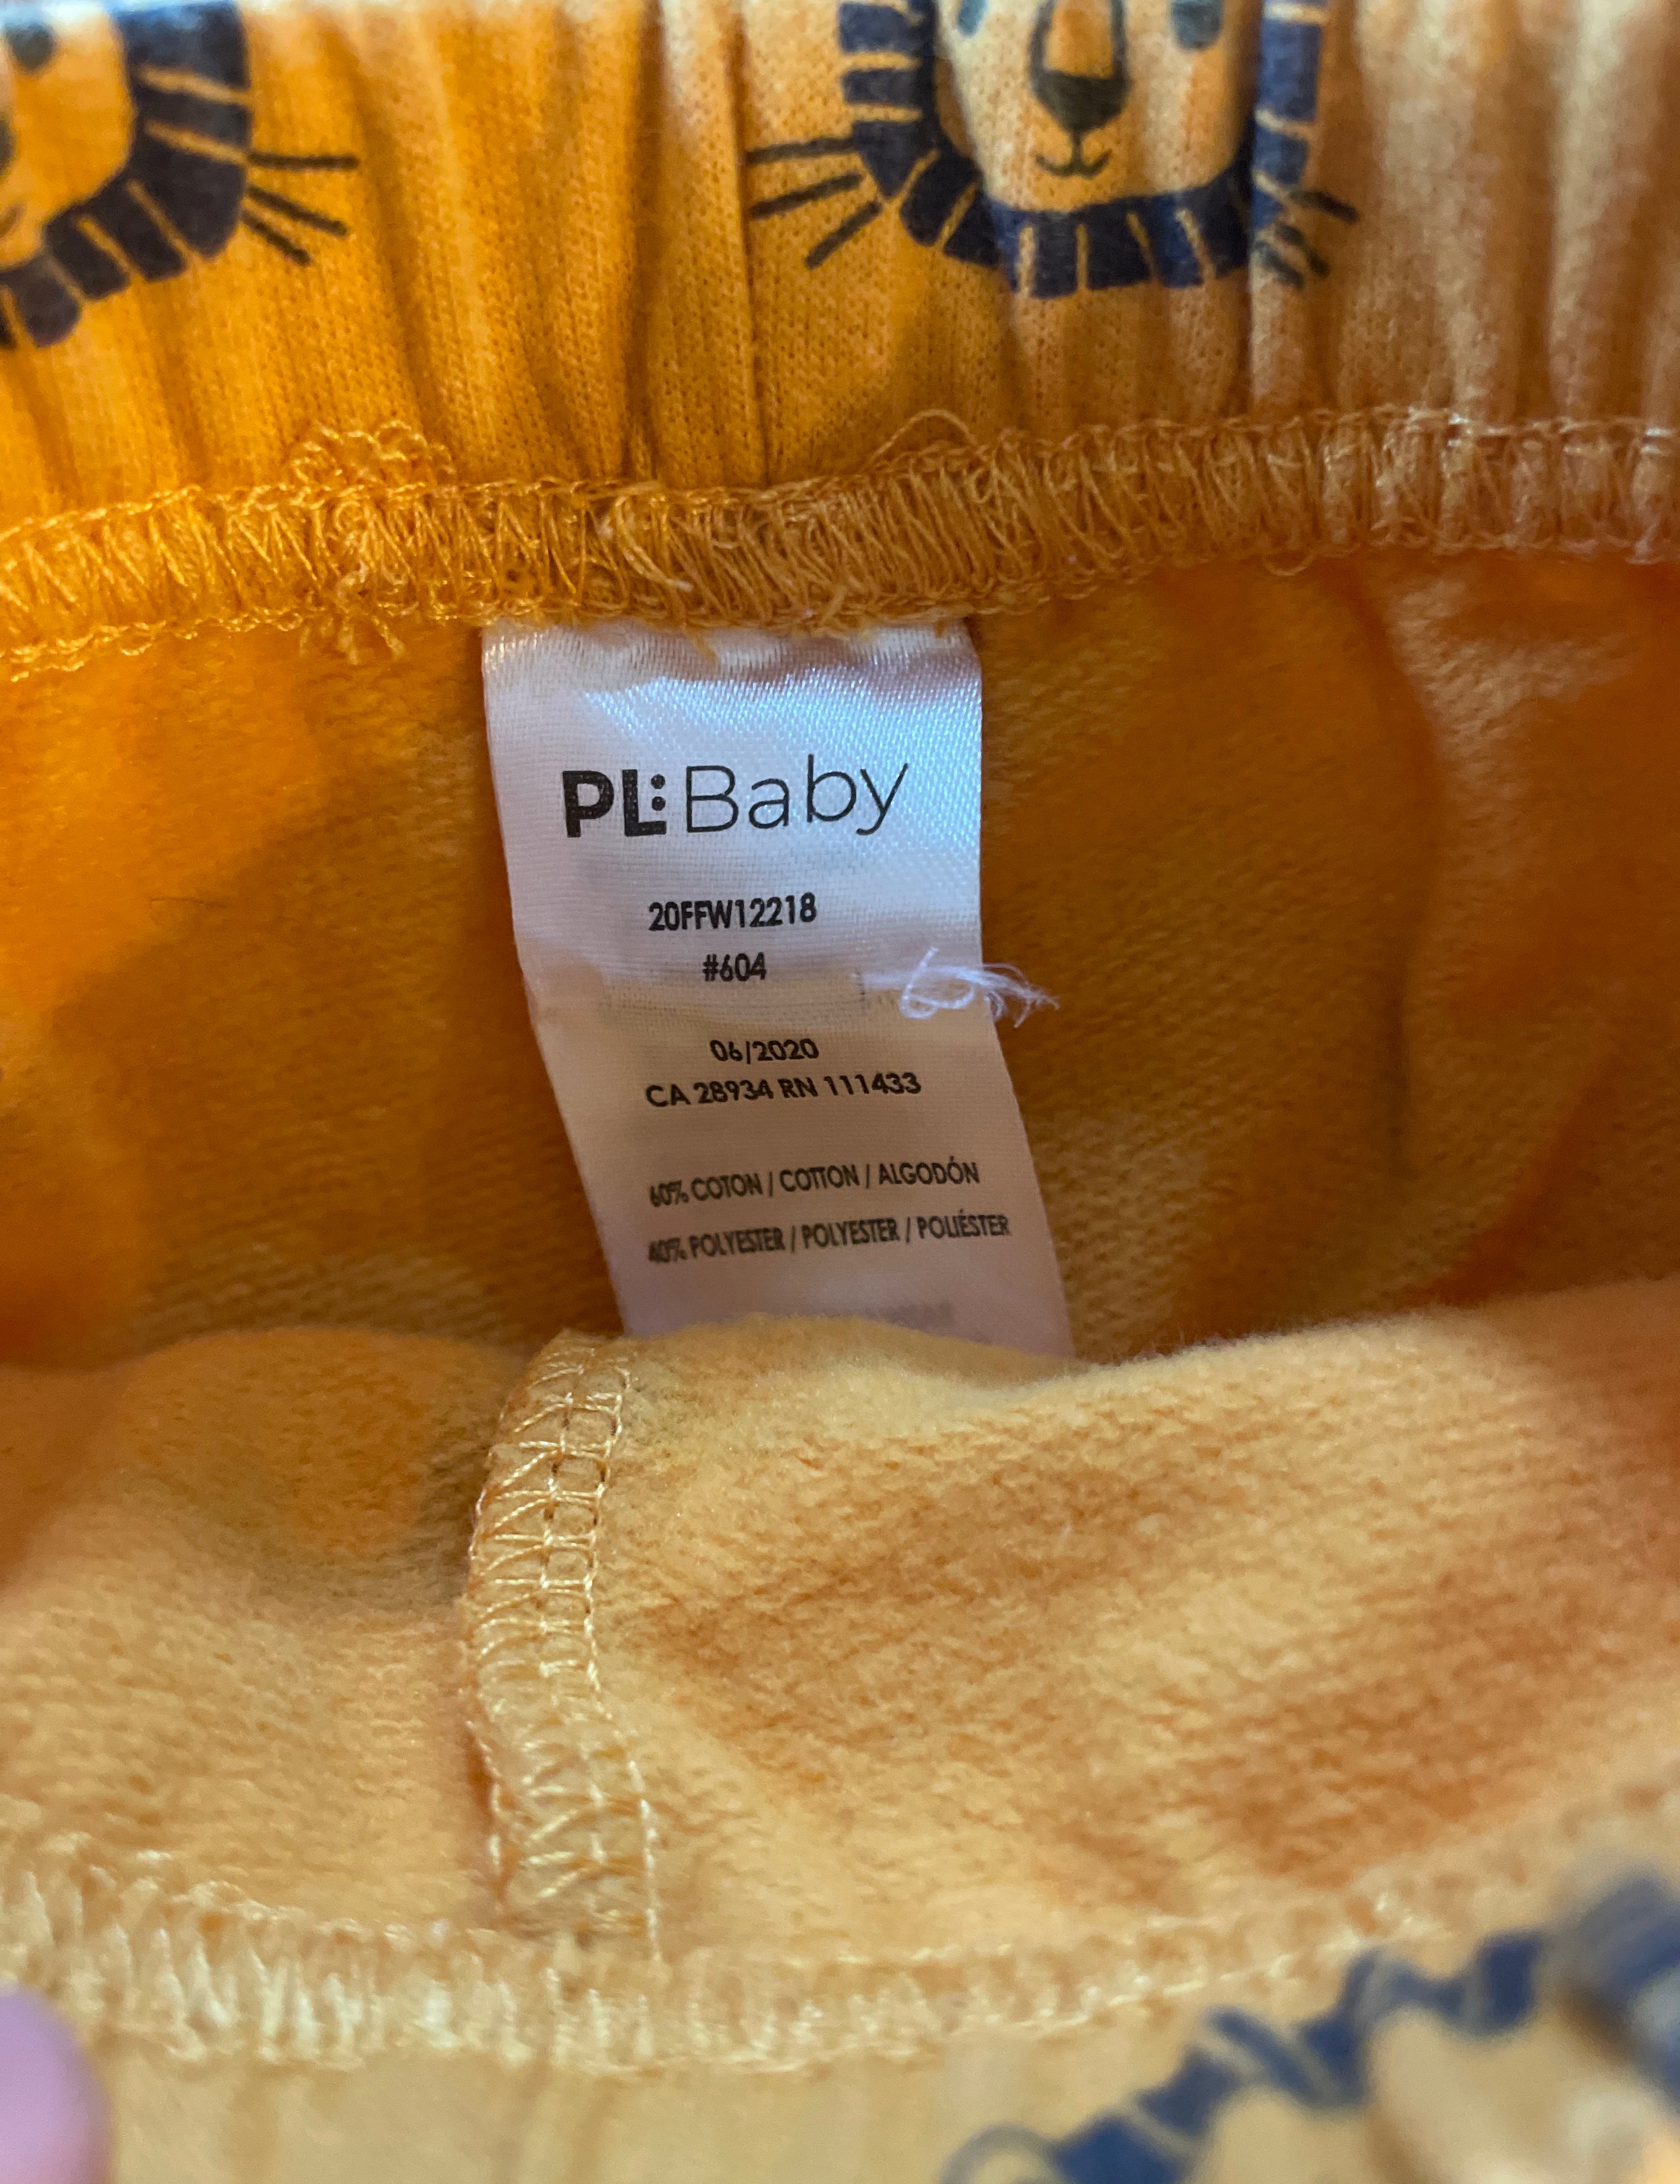 PL:Baby
20FFW12218
#604
06/2020
CA 28934 RN 111433
60% COTON / COTTON / ALGODÓN
40% POLYESTER / POLYESTER / POLIÉSTER